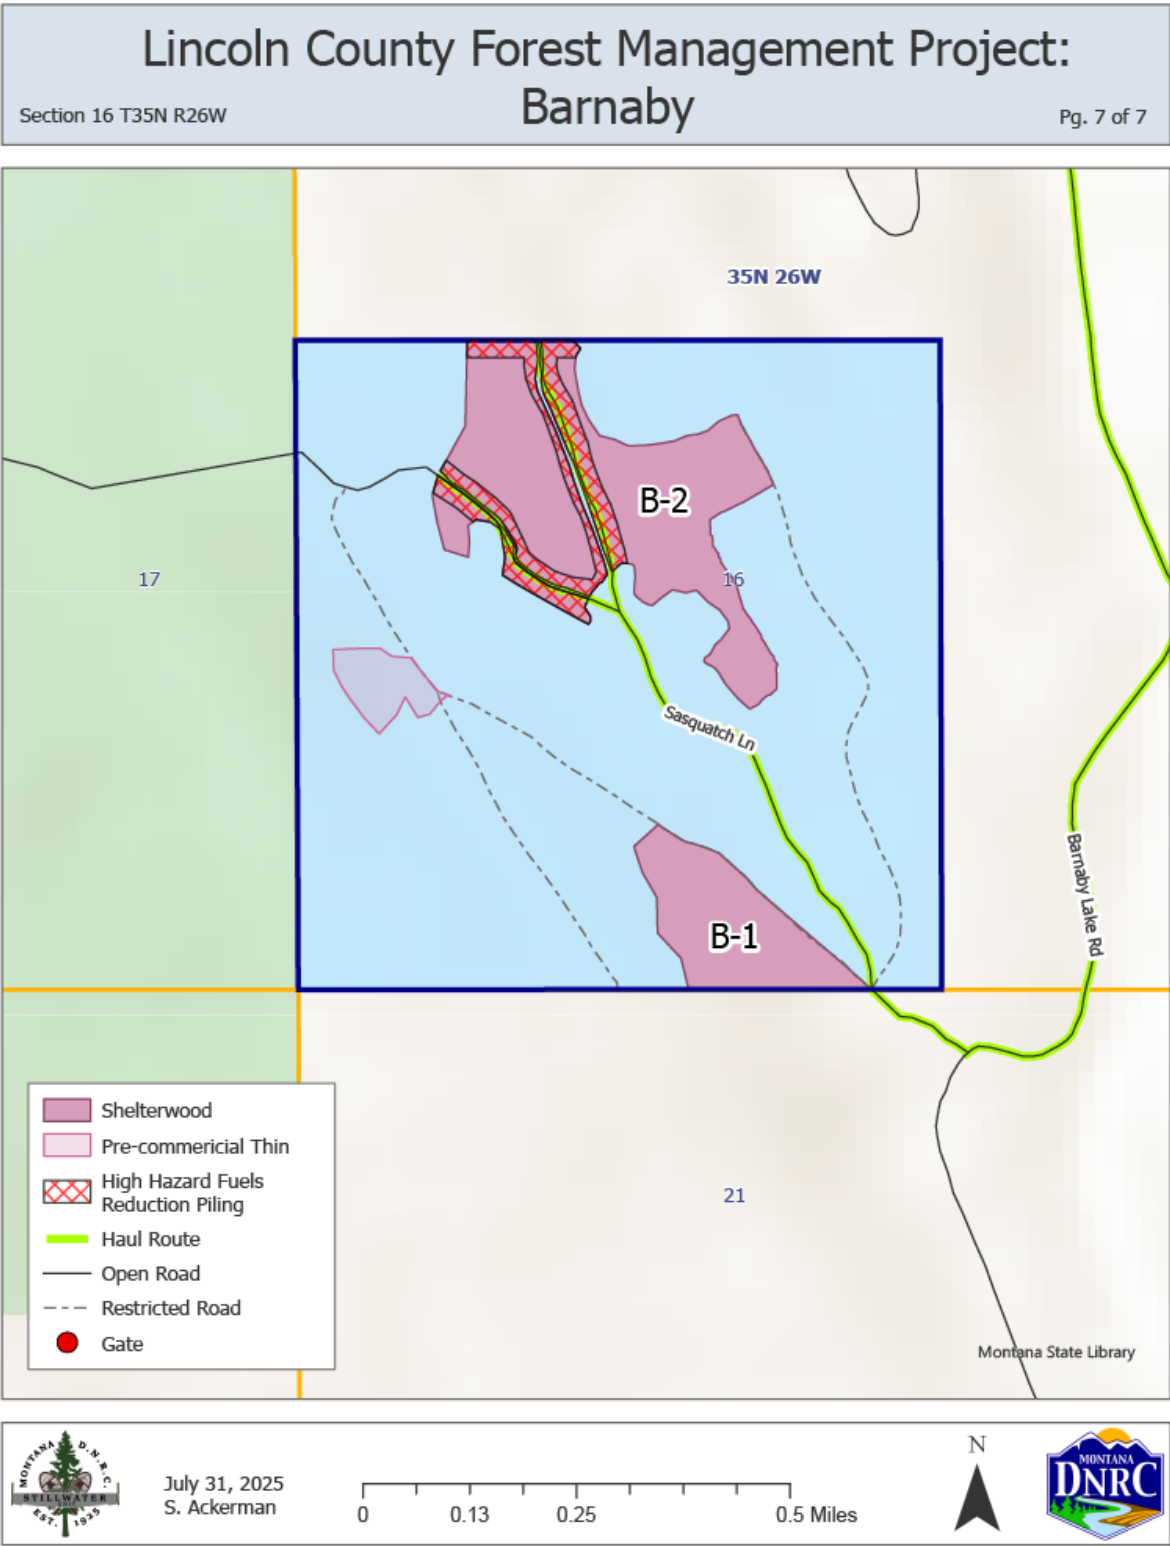 Lincoln County Forest Management Project:
Barnaby
Section 16 T35N R26W
Pg. 7 of 7
35N 26W
B-2
17
16
Sasquatch Ln
Barnaby Lake Rd
B-1
21
Shelterwood
Pre-commericial Thin
High Hazard Fuels
Reduction Piling
Haul Route
Open Road
Restricted Road
Gate
Montana State Library
MONTANA D.N.R.C.
STILLWATER
EST. 1925
July 31, 2025
S. Ackerman
0 0.13 0.25 0.5 Miles
N
MONTANA
DNRC